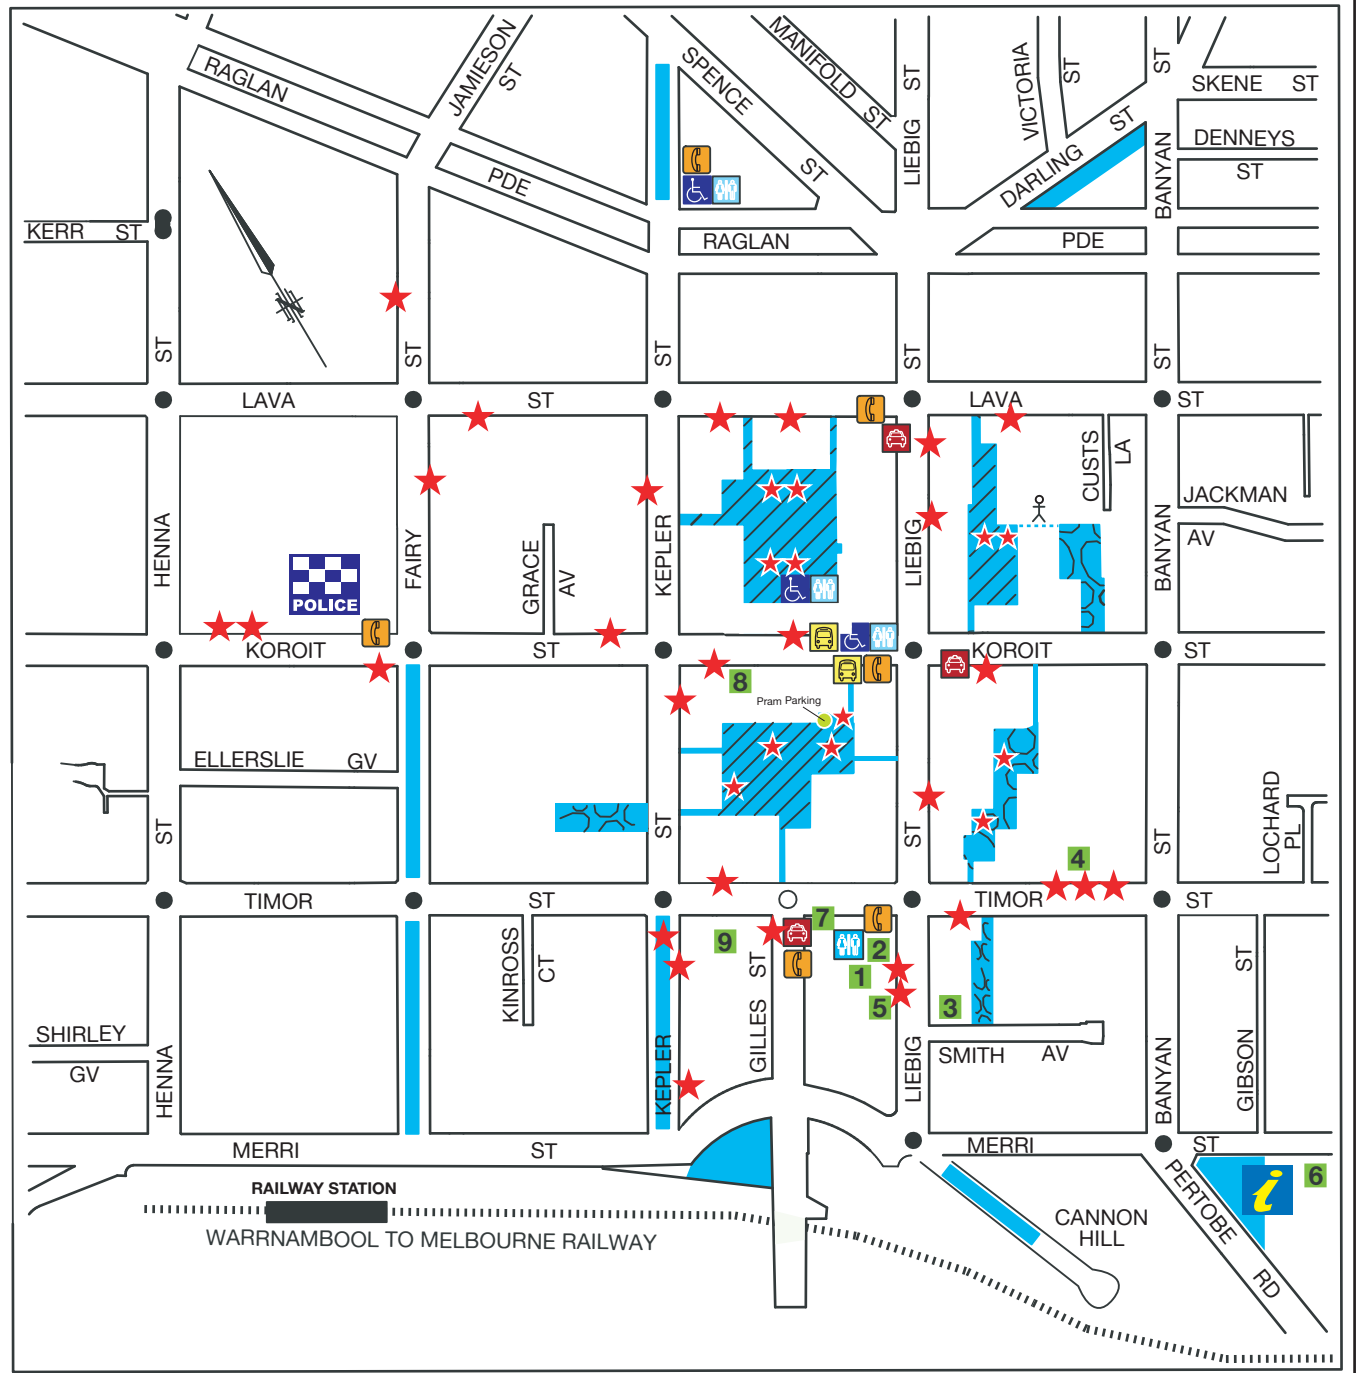 RAGLAN
JAMIESON
ST
SPENCE
ST
MANIFOLD
ST
LIEBIG
ST
VICTORIA
ST
DARLING
ST
BANYAN
ST
SKENE ST
DENNEYS
ST
PDE
KERR ST
RAGLAN
PDE
ST
ST
ST
ST
ST
LAVA
ST
LAVA
ST
CUSTS
LA
JACKMAN
AV
HENNA
POLICE
FAIRY
GRACE
AV
KEPLER
LIEBIG
BANYAN
KOROIT
ST
KOROIT
ST
8
Pram Parking
ELLERSLIE GV
ST
ST
ST
ST
LOCHARD
PL
4
TIMOR
ST
TIMOR
ST
7
9
2
1
5
3
KINROSS
CT
GILLES
ST
ST
GIBSON
SHIRLEY
GV
HENNA
KEPLER
LIEBIG
SMITH AV
BANYAN
MERRI
ST
MERRI
ST
RAILWAY STATION
WARRNAMBOOL TO MELBOURNE RAILWAY
CANNON
HILL
PERTOBE
RD
i
6